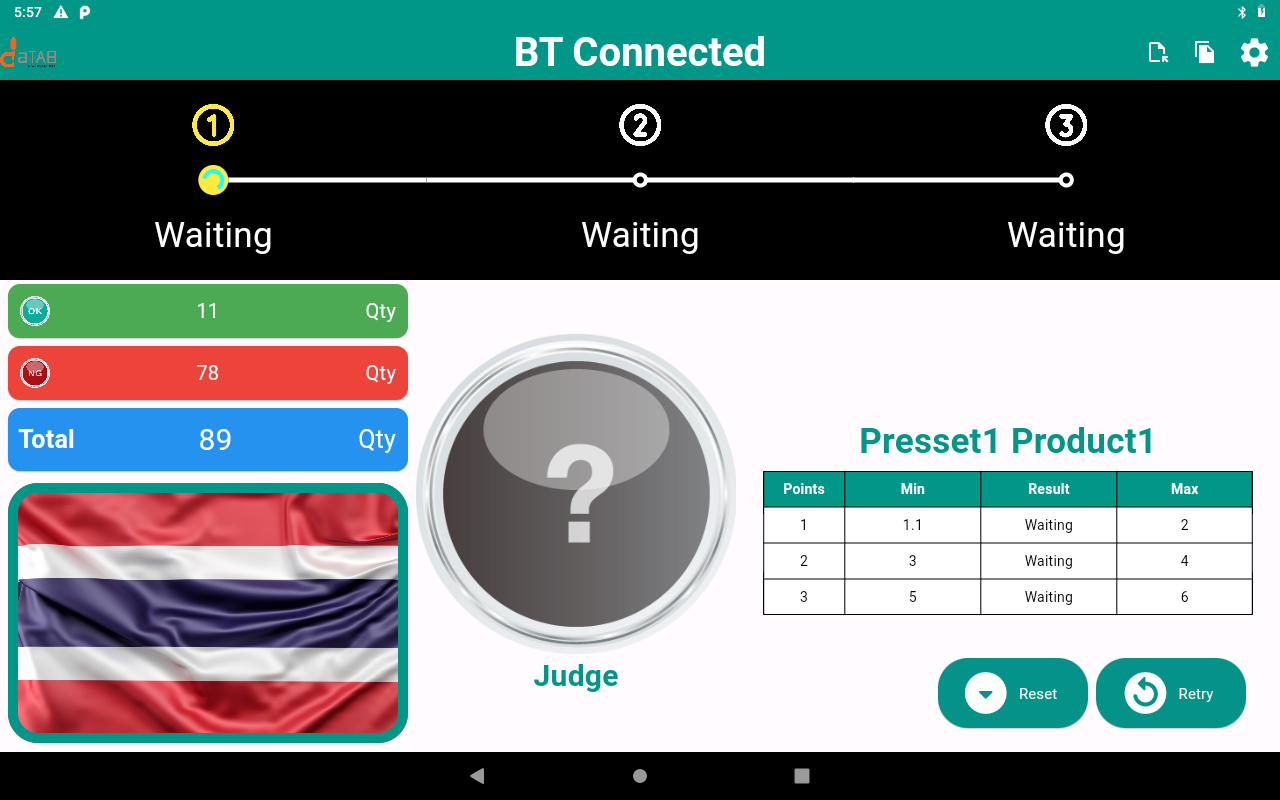 5:57
daTAB
BT Connected
1 2 3
Waiting Waiting Waiting
OK 11 Qty
NG 78 Qty
Total 89 Qty
?
Judge
Presset1 Product1
Points Min Result Max
1 1.1 Waiting 2
2 3 Waiting 4
3 5 Waiting 6
Reset Retry